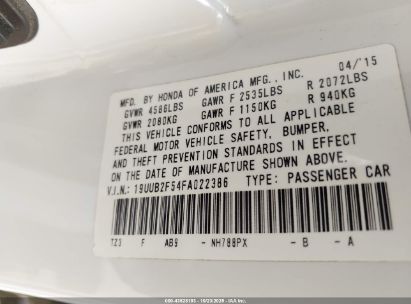 MFD. BY HONDA OF AMERICA MFG., INC. 04/'15
GVWR 4586LBS GAWR F 2535LBS R 2072LBS
GVWR 2080KG GAWR F 1150KG R 940KG
THIS VEHICLE CONFORMS TO ALL APPLICABLE
FEDERAL MOTOR VEHICLE SAFETY, BUMPER,
AND THEFT PREVENTION STANDARDS IN EFFECT
ON THE DATE OF MANUFACTURE SHOWN ABOVE.
V.I.N.: 19UUB2F54FA022386 TYPE: PASSENGER CAR
TZ3 F AB9 - NH788PX - B - A